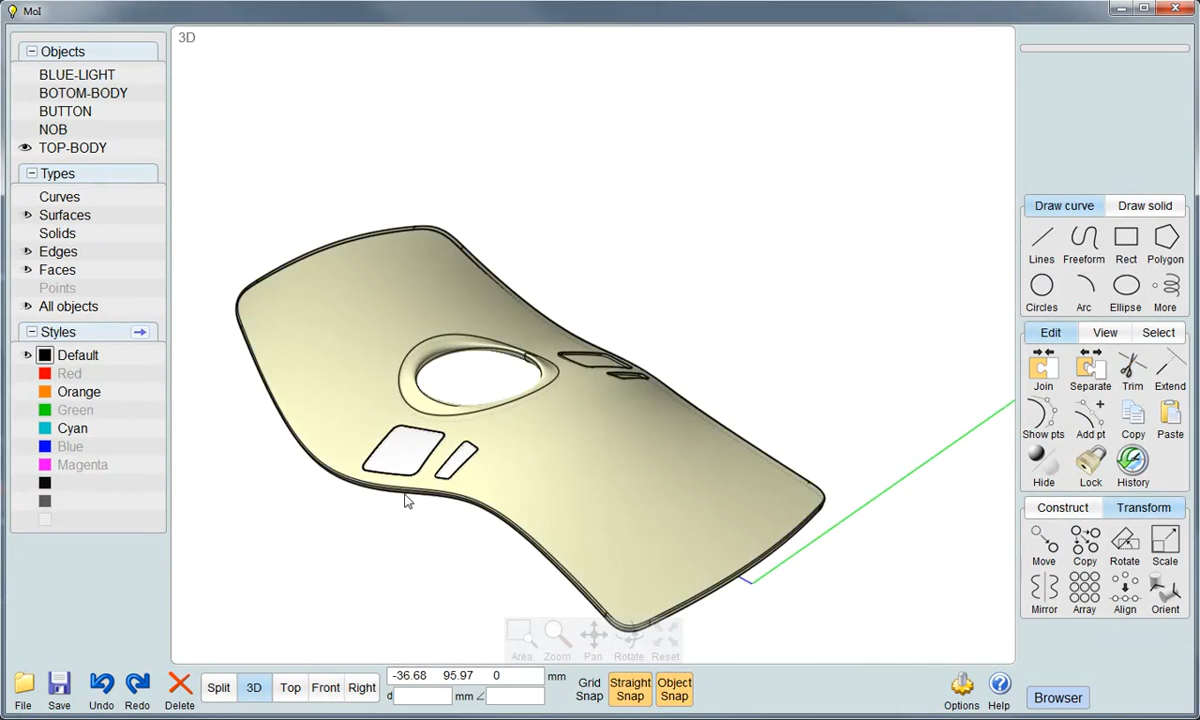 MoI
Objects
BLUE-LIGHT
BOTOM-BODY
BUTTON
NOB
TOP-BODY
Types
Curves
Surfaces
Solids
Edges
Faces
Points
All objects
Styles
Default
Red
Orange
Green
Cyan
Blue
Magenta
3D
Area Zoom Pan Rotate Reset
Draw curve Draw solid
Lines Freeform Rect Polygon
Circles Arc Ellipse More
Edit View Select
Join Separate Trim Extend
Show pts Add pt Copy Paste
Hide Lock History
Construct Transform
Move Copy Rotate Scale
Mirror Array Align Orient
File Save Undo Redo Delete
Split 3D Top Front Right
-36.68 95.97 0 mm
d mm
Grid Snap
Straight Snap
Object Snap
Options Help
Browser